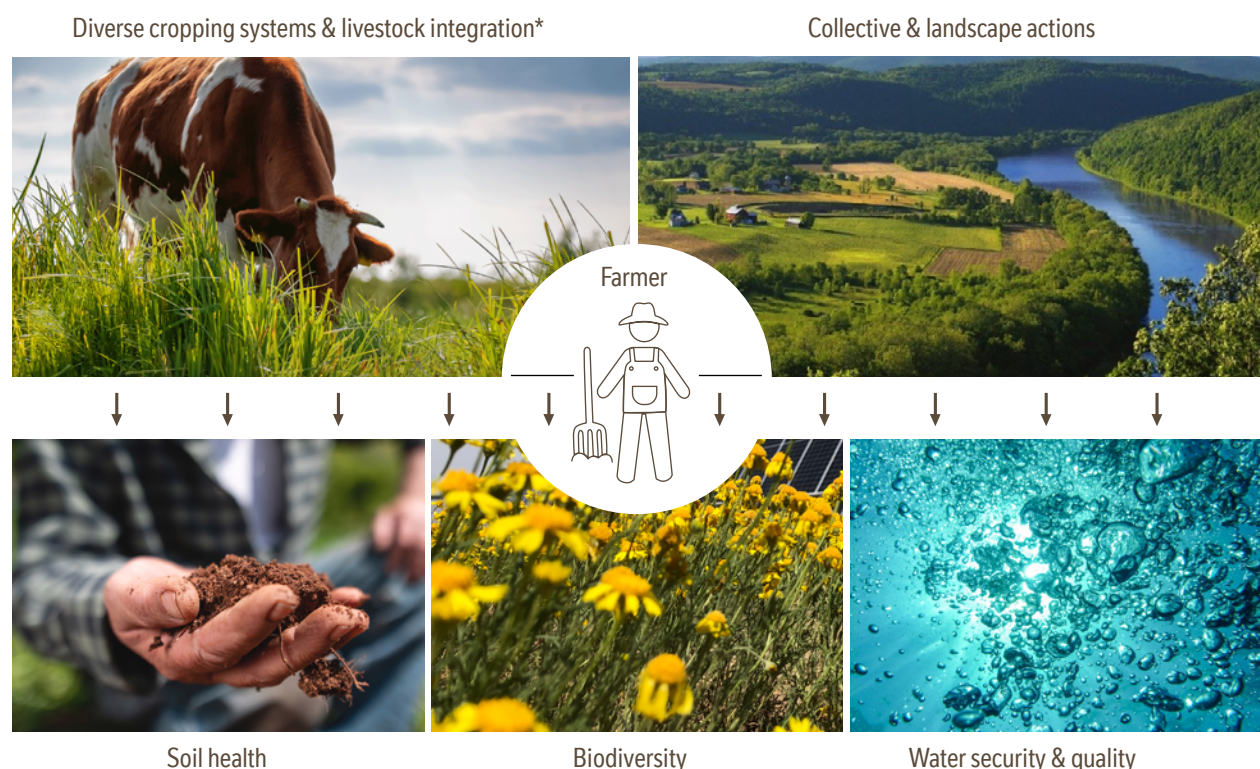 Diverse cropping systems & livestock integration*
Collective & landscape actions
Farmer
Soil health
Biodiversity
Water security & quality